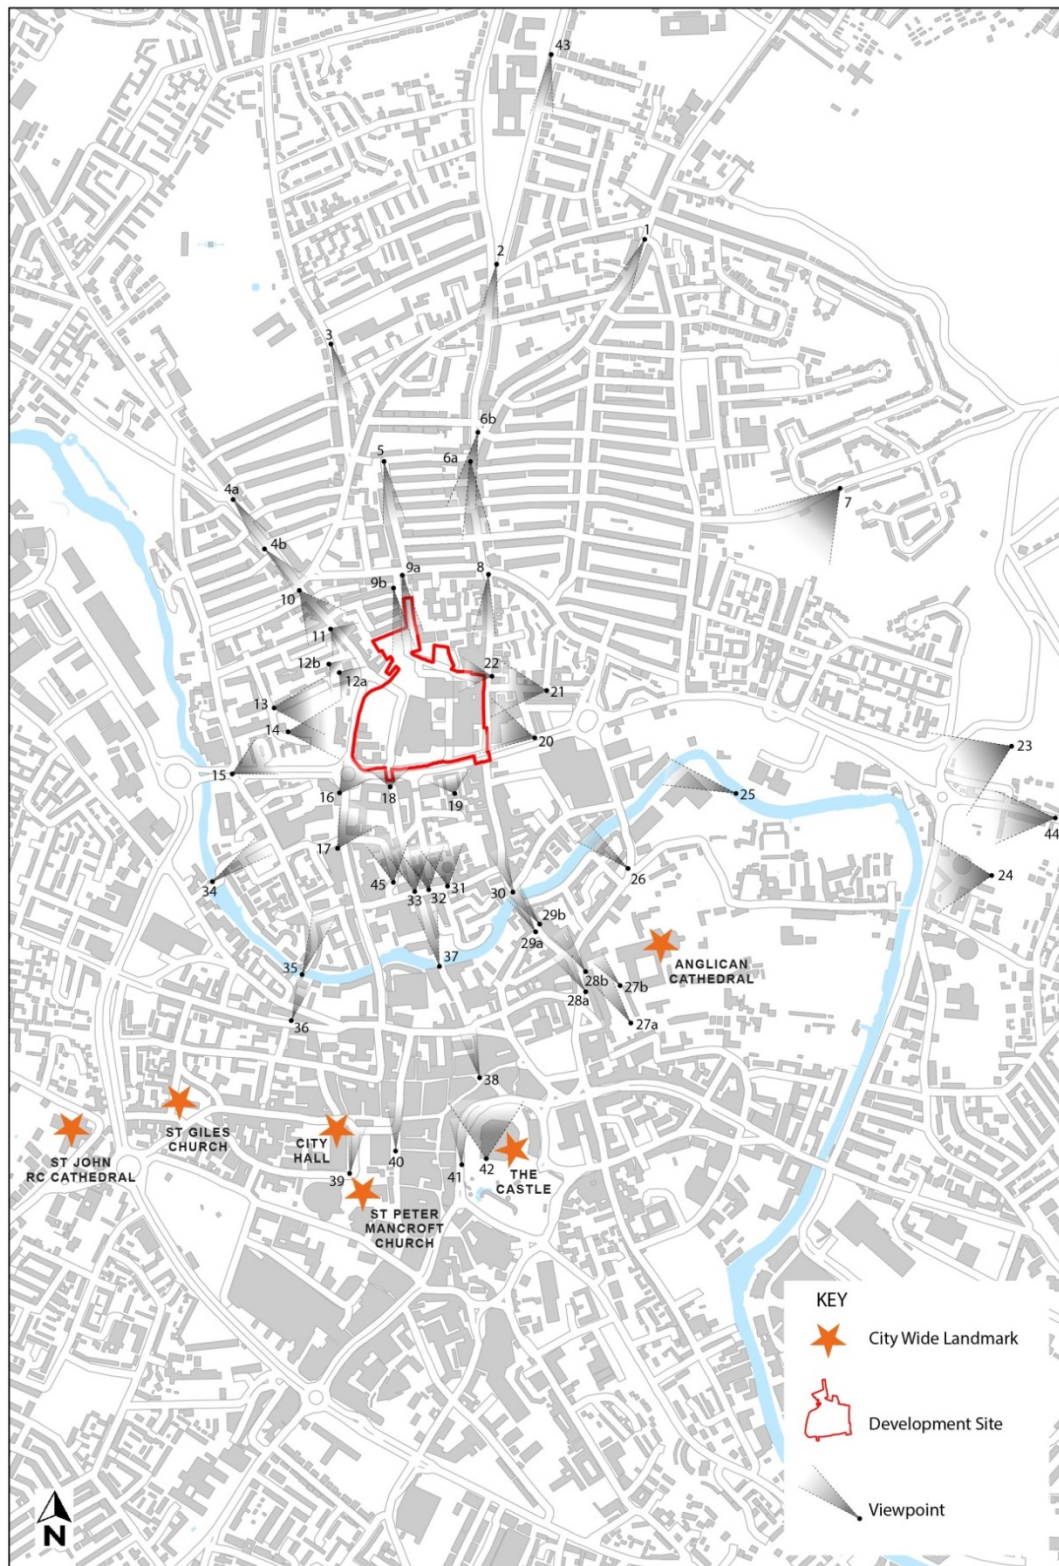 43
1
2
3
6b
5
6a
4a
7
4b
9a
8
9b
10
11
12b
22
12a
21
13
14
20
23
15
16
18
19
25
44
17
26
24
34
45
33
32
31
30
29b
29a
37
ANGLICAN
CATHEDRAL
35
28b
27b
28a
36
27a
38
ST GILES
CHURCH
CITY
HALL
ST JOHN
RC CATHEDRAL
40
41
42
THE
CASTLE
39
ST PETER
MANCROFT
CHURCH
KEY
City Wide Landmark
Development Site
Viewpoint
N